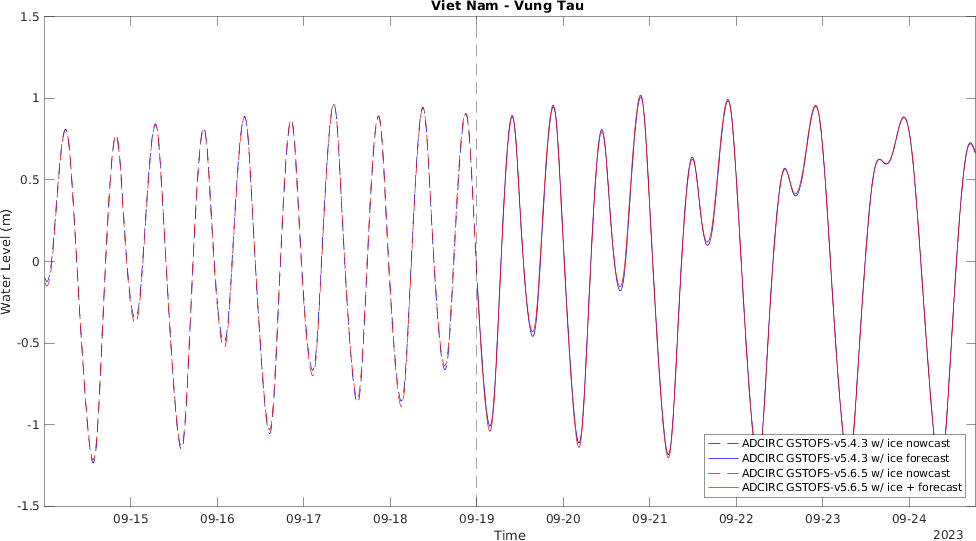 Viet Nam - Vung Tau
1.5
1
0.5
0
-0.5
-1
-1.5
Water Level (m)
09-15 09-16 09-17 09-18 09-19 09-20 09-21 09-22 09-23 09-24
Time
2023
ADCIRC GSTOFS-v5.4.3 w/ ice nowcast
ADCIRC GSTOFS-v5.4.3 w/ ice forecast
ADCIRC GSTOFS-v5.6.5 w/ ice nowcast
ADCIRC GSTOFS-v5.6.5 w/ ice + forecast